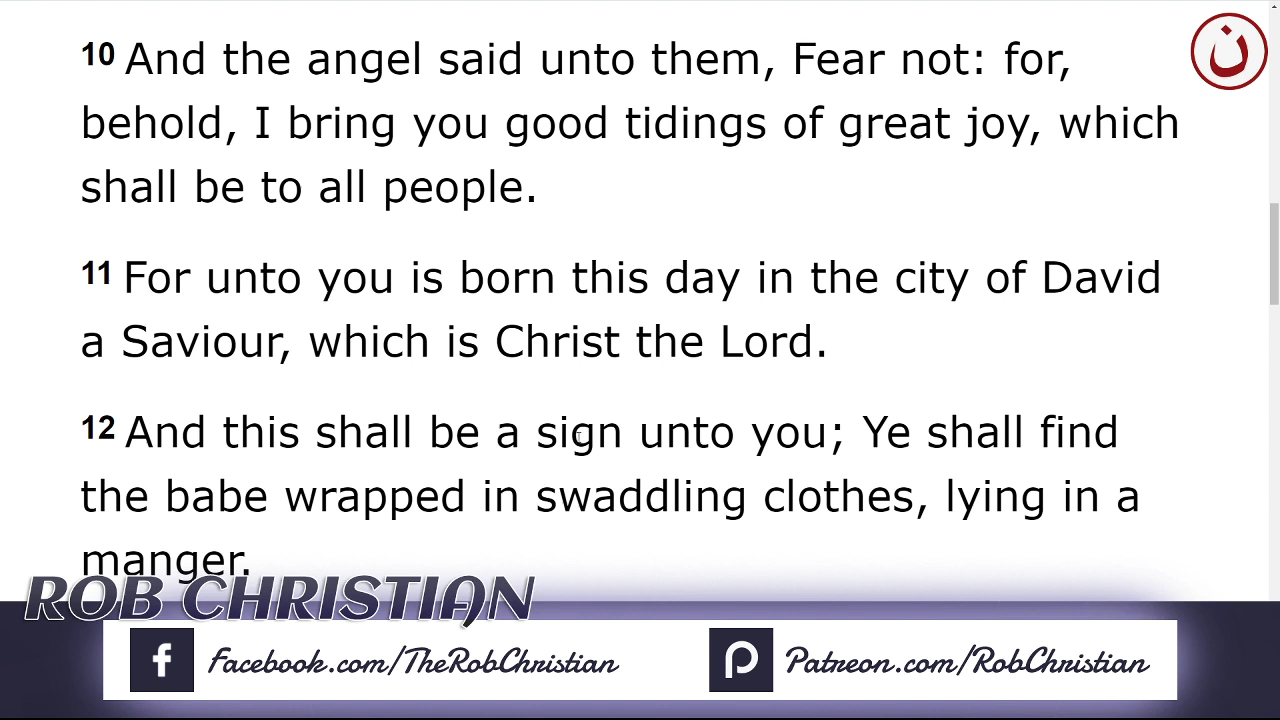 ن
10 And the angel said unto them, Fear not: for,
behold, I bring you good tidings of great joy, which
shall be to all people.
11 For unto you is born this day in the city of David
a Saviour, which is Christ the Lord.
12 And this shall be a sign unto you; Ye shall find
the babe wrapped in swaddling clothes, lying in a
manger.
ROB CHRISTIAN
Facebook.com/TheRobChristian
Patreon.com/RobChristian